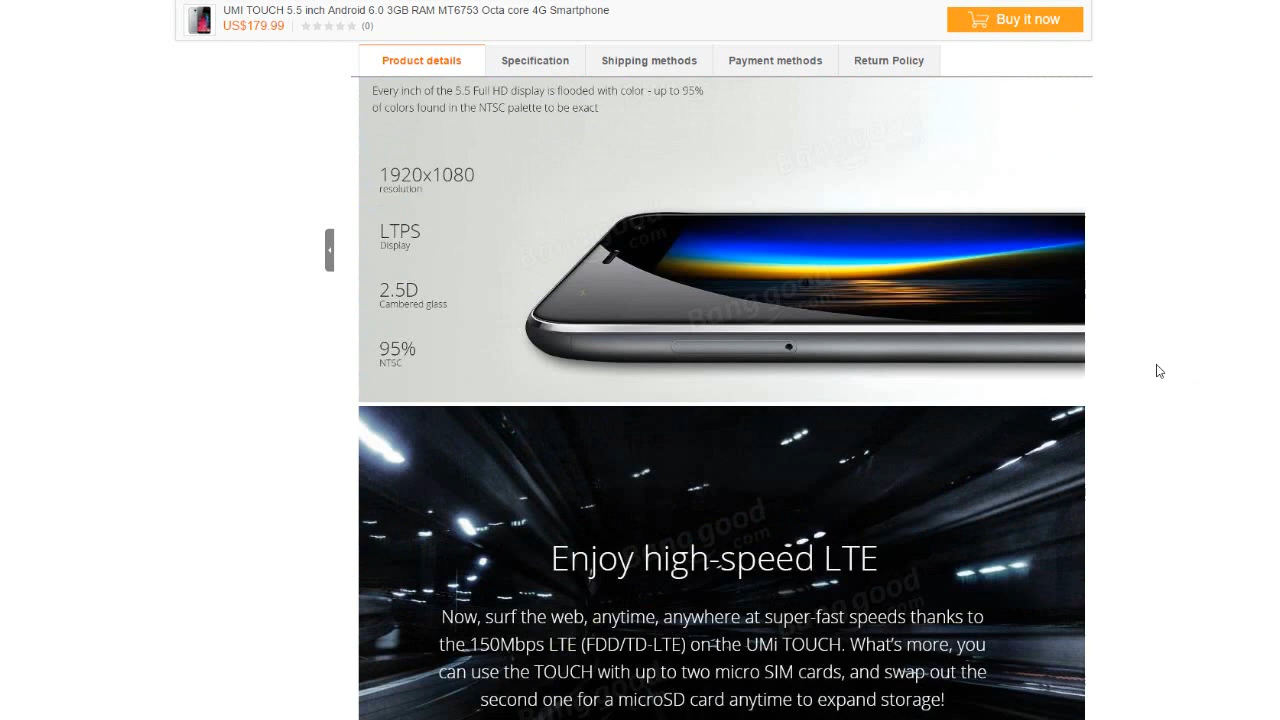 UMI TOUCH 5.5 inch Android 6.0 3GB RAM MT6753 Octa core 4G Smartphone
US$179.99 (0)
Buy it now
Product details Specification Shipping methods Payment methods Return Policy
Every inch of the 5.5 Full HD display is flooded with color - up to 95%
of colors found in the NTSC palette to be exact
1920x1080
resolution
LTPS
Display
2.5D
Cambered glass
95%
NTSC
Banggood
.com
Banggood
.com
Banggood
.com
Enjoy high-speed LTE
Now, surf the web, anytime, anywhere at super-fast speeds thanks to
the 150Mbps LTE (FDD/TD-LTE) on the UMi TOUCH. What's more, you
can use the TOUCH with up to two micro SIM cards, and swap out the
second one for a microSD card anytime to expand storage!